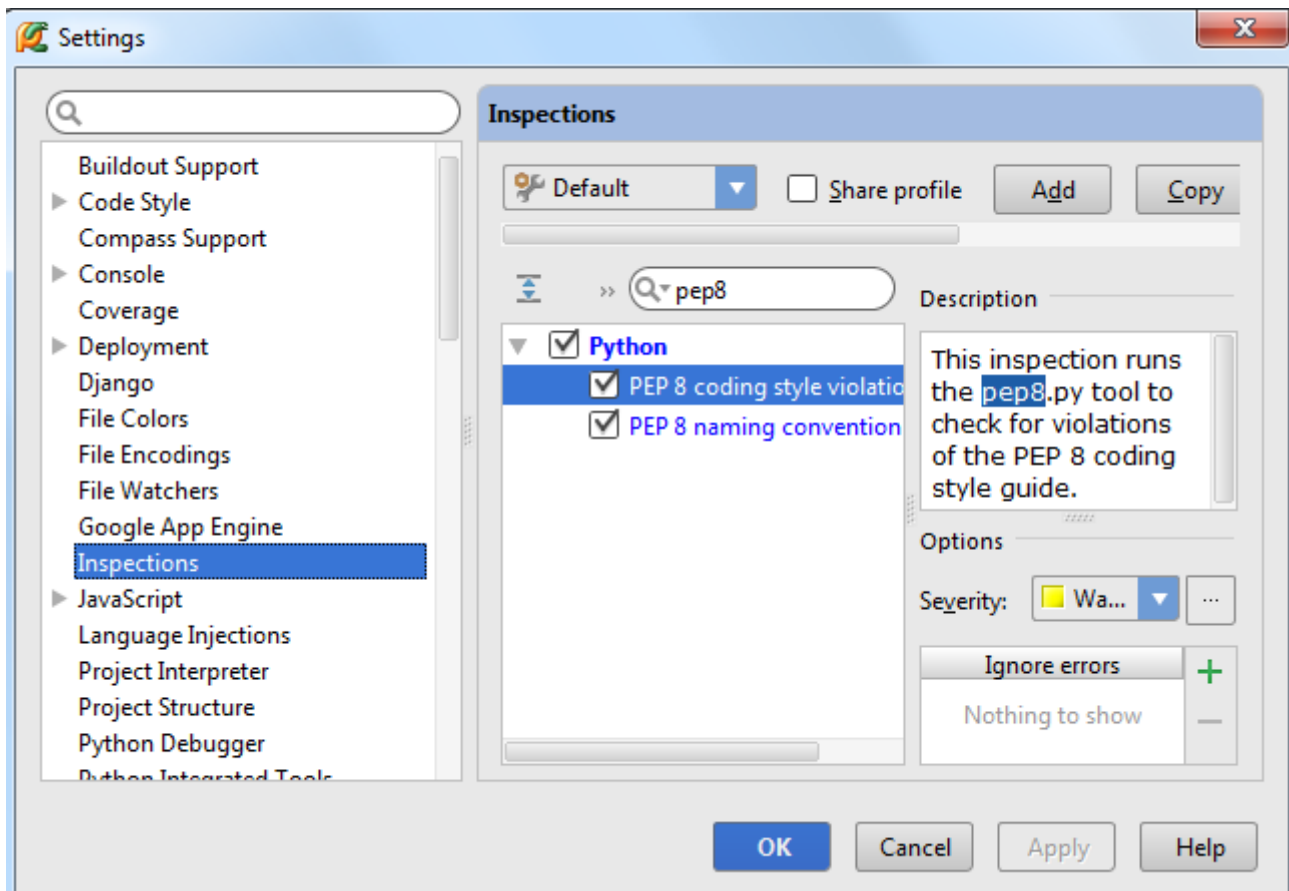 Settings
Buildout Support
Code Style
Compass Support
Console
Coverage
Deployment
Django
File Colors
File Encodings
File Watchers
Google App Engine
Inspections
JavaScript
Language Injections
Project Interpreter
Project Structure
Python Debugger
Python Integrated Tools
Inspections
Default
Share profile
Add
Copy
pep8
Python
PEP 8 coding style violatio
PEP 8 naming convention
Description
This inspection runs
the pep8.py tool to
check for violations
of the PEP 8 coding
style guide.
Options
Severity: Wa... ...
Ignore errors
Nothing to show
OK
Cancel
Apply
Help